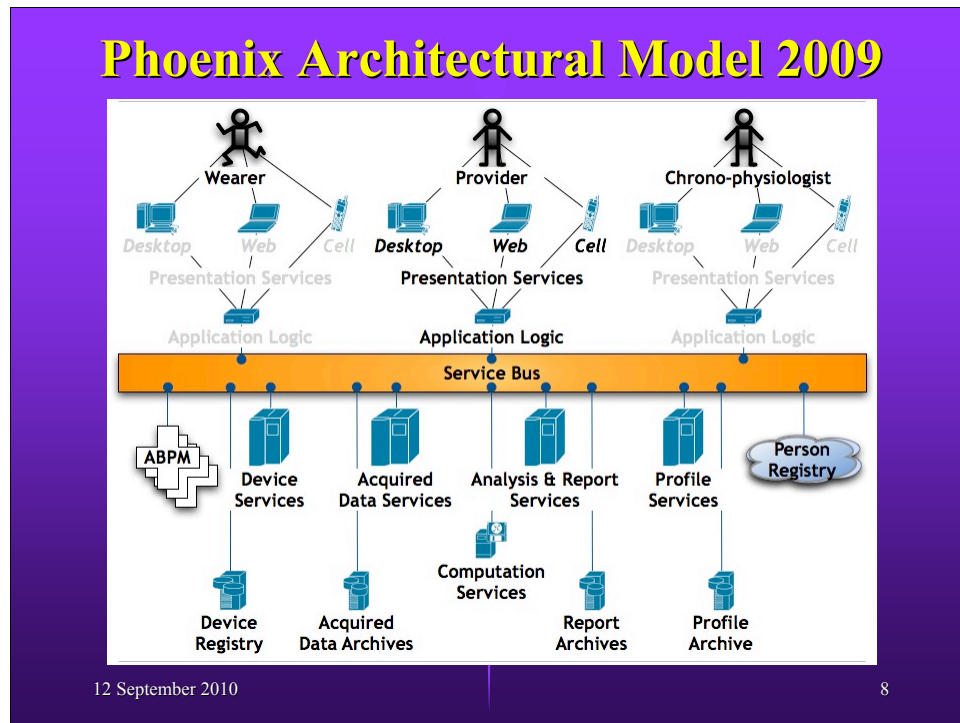 Phoenix Architectural Model 2009
Wearer
Provider
Chrono-physiologist
Desktop Web Cell
Desktop Web Cell
Desktop Web Cell
Presentation Services
Presentation Services
Presentation Services
Application Logic
Application Logic
Application Logic
Service Bus
ABPM
Device
Services
Acquired
Data Services
Analysis & Report
Services
Profile
Services
Person
Registry
Computation
Services
Device
Registry
Acquired
Data Archives
Report
Archives
Profile
Archive
12 September 2010
8